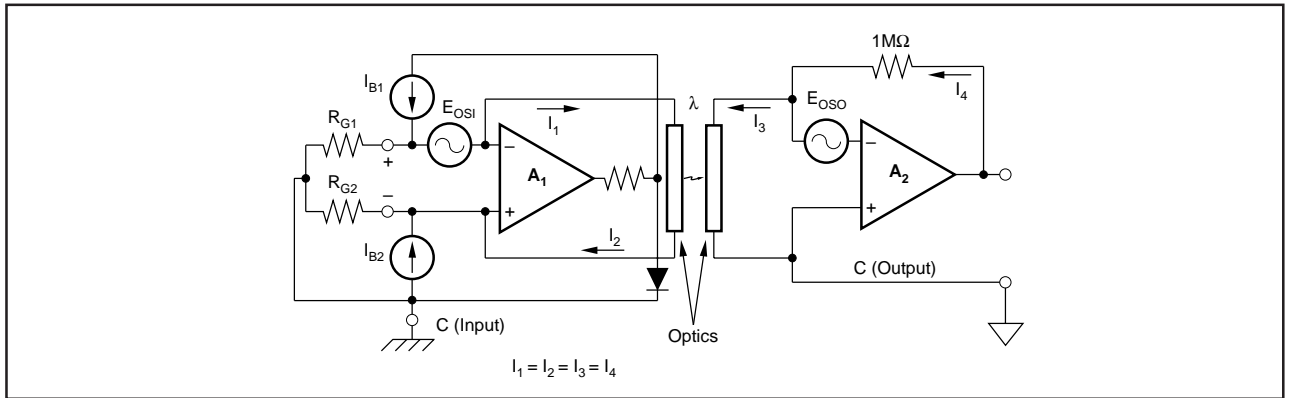 1MΩ
I_B1
E_OSI
λ
I_4
E_OSO
R_G1
I_1
I_3
+
−
−
A_1
A_2
R_G2
−
+
+
I_B2
I_2
C (Output)
C (Input)
Optics
I_1 = I_2 = I_3 = I_4